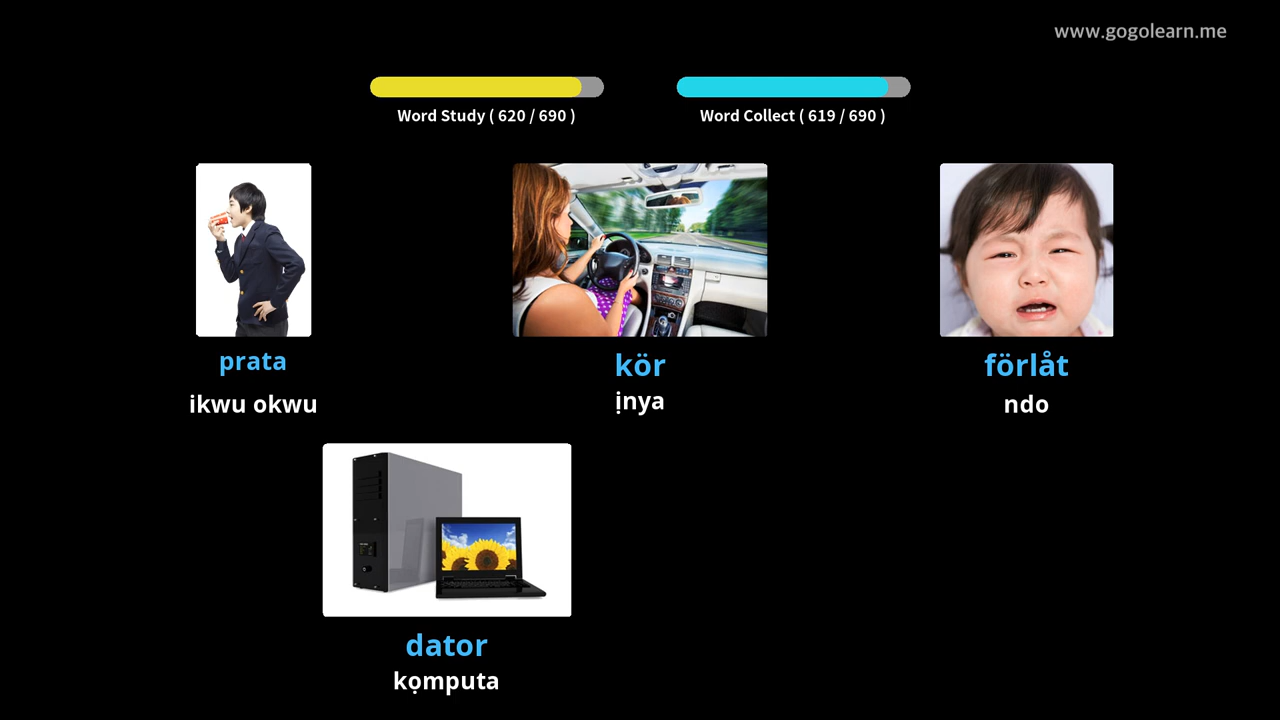 www.gogolearn.me
Word Study ( 620 / 690 )
Word Collect ( 619 / 690 )
prata
ikwu okwu
kör
ịnya
förlåt
ndo
dator
kọmputa